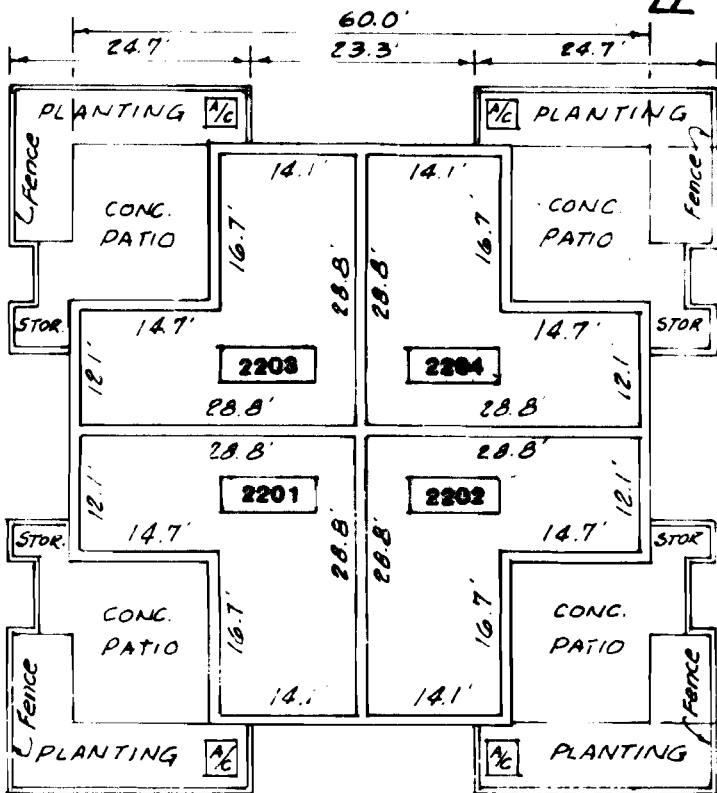 22
60.0'
24.7' 23.3' 24.7'
PLANTING A/C A/C PLANTING
Fence Fence
14.1' 14.1'
CONC. PATIO
CONC. PATIO
16.7' 28.8' 28.8' 16.7'
STOR. STOR.
14.7' 14.7'
12.1' 2203 2204 12.1'
28.8' 28.8'
28.8' 28.8'
12.1' 2201 2202 12.1'
STOR. STOR
14.7' 14.7'
28.8' 28.8'
CONC. PATIO
CONC. PATIO
16.7' 16.7'
Fence Fence
14.1' 14.1'
PLANTING A/C A/C PLANTING